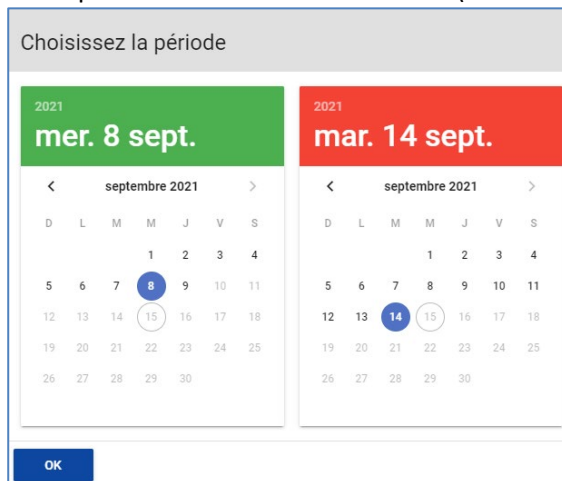 Choisissez la période
2021
mer. 8 sept.
< septembre 2021 >
D L M M J V S
1 2 3 4
5 6 7 8 9 10 11
12 13 14 15 16 17 18
19 20 21 22 23 24 25
26 27 28 29 30
2021
mar. 14 sept.
< septembre 2021 >
D L M M J V S
1 2 3 4
5 6 7 8 9 10 11
12 13 14 15 16 17 18
19 20 21 22 23 24 25
26 27 28 29 30
OK